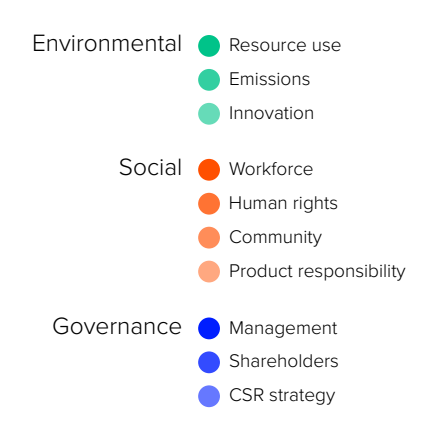 Environmental
Resource use
Emissions
Innovation
Social
Workforce
Human rights
Community
Product responsibility
Governance
Management
Shareholders
CSR strategy